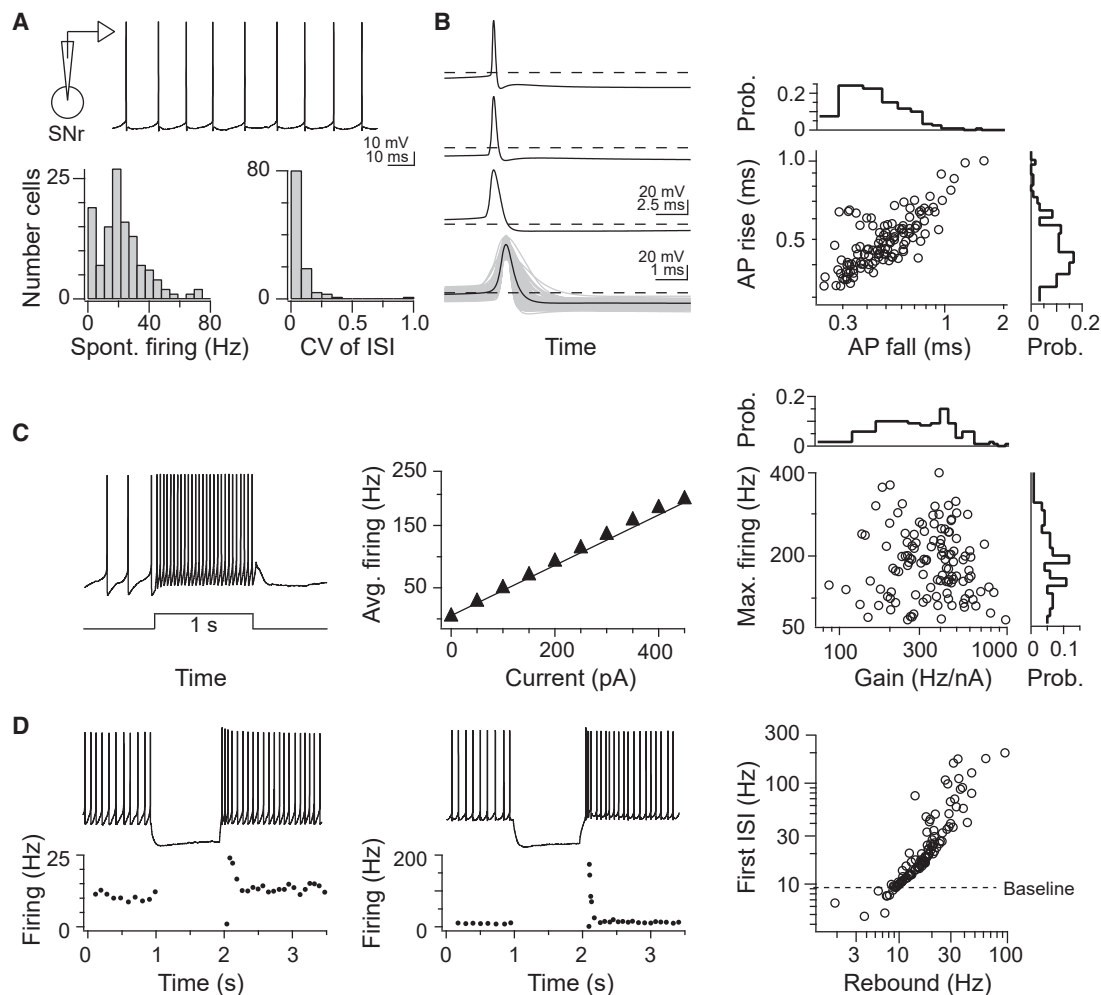 A
SNr
10 mV
10 ms
Number cells
25
0
0 40 80
Spont. firing (Hz)
80
0
0 0.5 1.0
CV of ISI
B
20 mV
2.5 ms
20 mV
1 ms
Time
Prob.
0.2
0
AP rise (ms)
1.0
0.5
0.3 1 2
AP fall (ms)
0 0.2
Prob.
C
1 s
Time
Avg. firing (Hz)
250
150
50
0 200 400
Current (pA)
Prob.
0.2
0
Max. firing (Hz)
400
200
50
100 300 1000
Gain (Hz/nA)
0 0.1
Prob.
D
Firing (Hz)
25
0
0 1 2 3
Time (s)
Firing (Hz)
200
0
0 1 2 3
Time (s)
First ISI (Hz)
300
100
30
10
Baseline
3 10 30 100
Rebound (Hz)